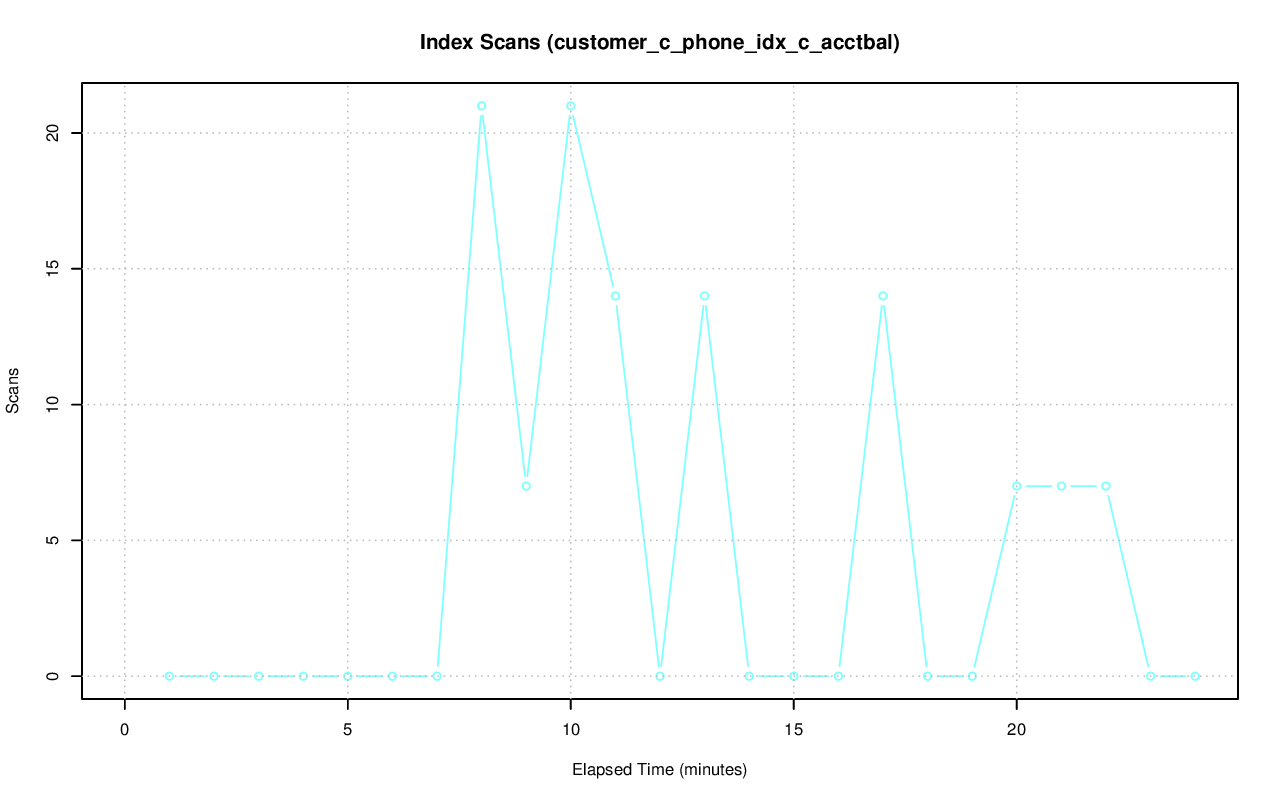 Index Scans (customer_c_phone_idx_c_acctbal)
20
15
10
5
0
Scans
0 5 10 15 20
Elapsed Time (minutes)